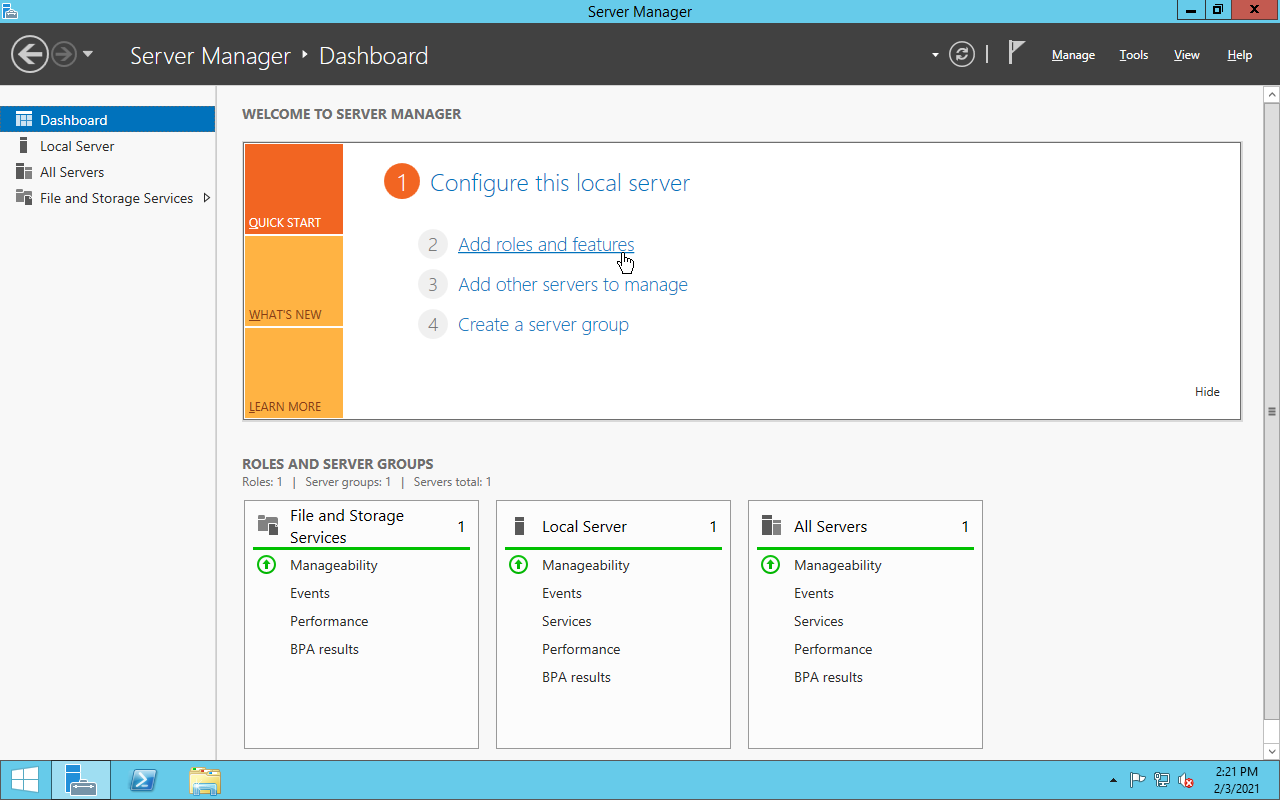 Server Manager
Server Manager ‣ Dashboard
Manage
Tools
View
Help
Dashboard
Local Server
All Servers
File and Storage Services
WELCOME TO SERVER MANAGER
QUICK START
WHAT'S NEW
LEARN MORE
1 Configure this local server
2 Add roles and features
3 Add other servers to manage
4 Create a server group
Hide
ROLES AND SERVER GROUPS
Roles: 1 | Server groups: 1 | Servers total: 1
File and Storage
Services
1
Manageability
Events
Performance
BPA results
Local Server 1
Manageability
Events
Services
Performance
BPA results
All Servers 1
Manageability
Events
Services
Performance
BPA results
2:21 PM
2/3/2021